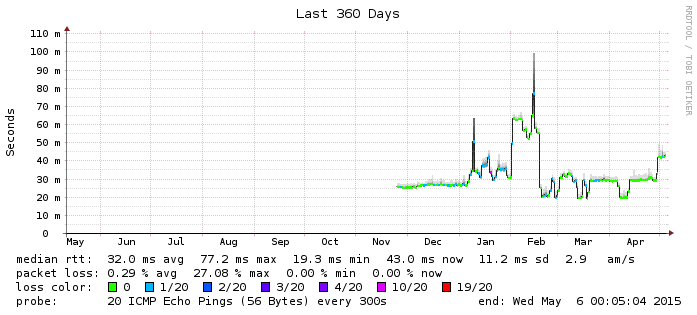 Last 360 Days
RRDTOOL / TOBI OETIKER
Seconds
110 m
100 m
90 m
80 m
70 m
60 m
50 m
40 m
30 m
20 m
10 m
0
May Jun Jul Aug Sep Oct Nov Dec Jan Feb Mar Apr
median rtt: 32.0 ms avg 77.2 ms max 19.3 ms min 43.0 ms now 11.2 ms sd 2.9 am/s
packet loss: 0.29 % avg 27.08 % max 0.00 % min 0.00 % now
loss color: 0 1/20 2/20 3/20 4/20 10/20 19/20
probe: 20 ICMP Echo Pings (56 Bytes) every 300s end: Wed May 6 00:05:04 2015